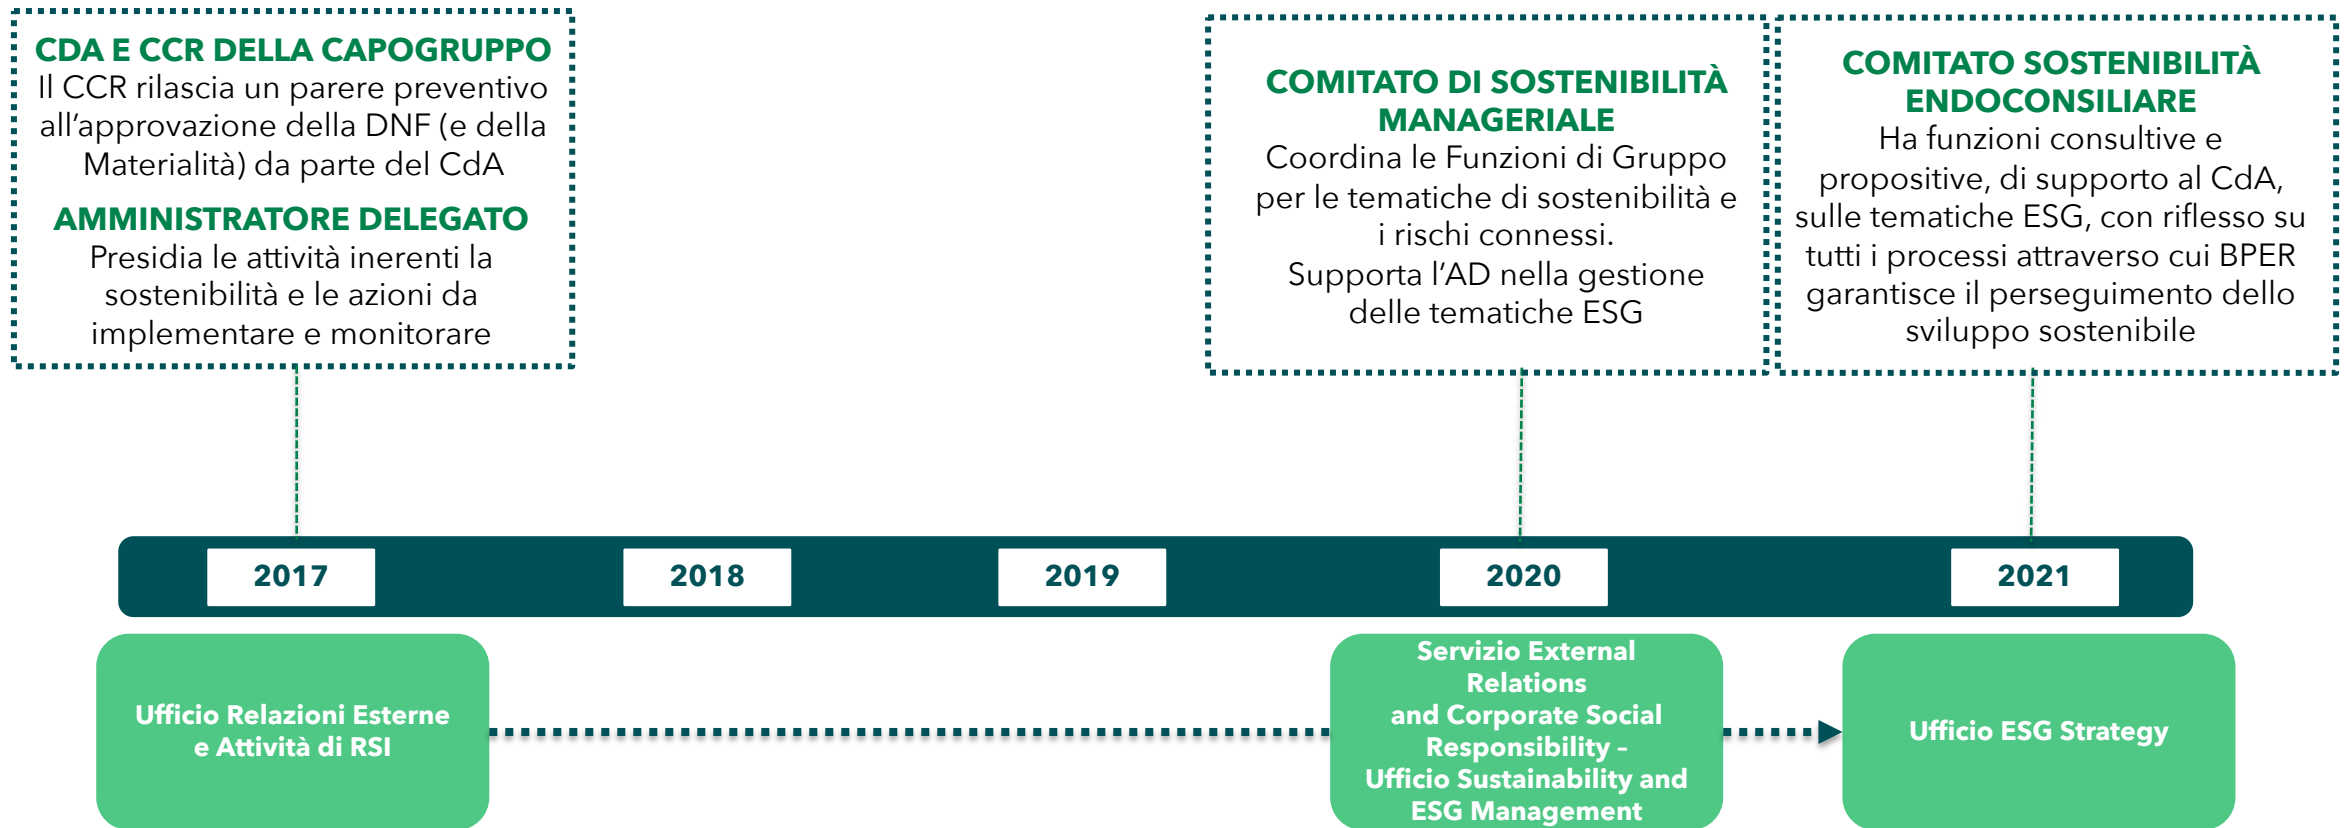 CDA E CCR DELLA CAPOGRUPPO
Il CCR rilascia un parere preventivo
all'approvazione della DNF (e della
Materialità) da parte del CdA
AMMINISTRATORE DELEGATO
Presidia le attività inerenti la
sostenibilità e le azioni da
implementare e monitorare
COMITATO DI SOSTENIBILITÀ
MANAGERIALE
Coordina le Funzioni di Gruppo
per le tematiche di sostenibilità e
i rischi connessi.
Supporta l'AD nella gestione
delle tematiche ESG
COMITATO SOSTENIBILITÀ
ENDOCONSILIARE
Ha funzioni consultive e
propositive, di supporto al CdA,
sulle tematiche ESG, con riflesso su
tutti i processi attraverso cui BPER
garantisce il perseguimento dello
sviluppo sostenibile
2017
2018
2019
2020
2021
Ufficio Relazioni Esterne
e Attività di RSI
Servizio External
Relations
and Corporate Social
Responsibility –
Ufficio Sustainability and
ESG Management
Ufficio ESG Strategy